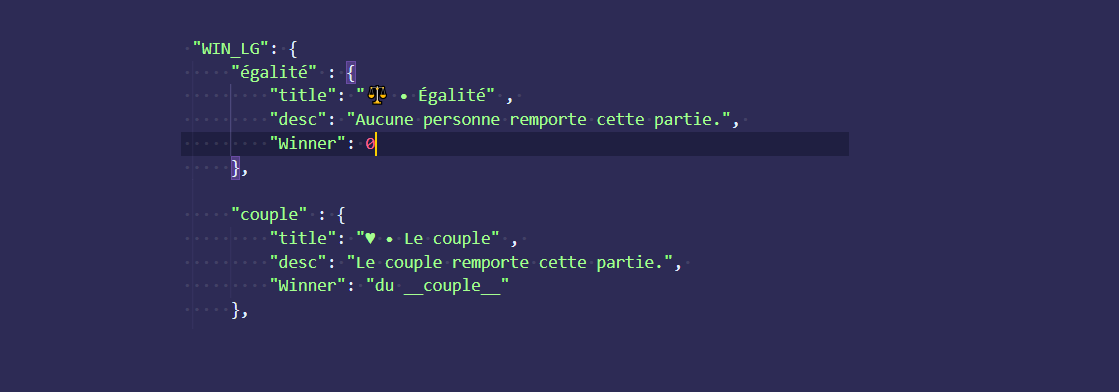 "WIN_LG": {
"égalité" : {
"title": "⚖ • Égalité" ,
"desc": "Aucune personne remporte cette partie.",
"Winner": 0
},
"couple" : {
"title": "♥ • Le couple" ,
"desc": "Le couple remporte cette partie.",
"Winner": "du __couple__"
},